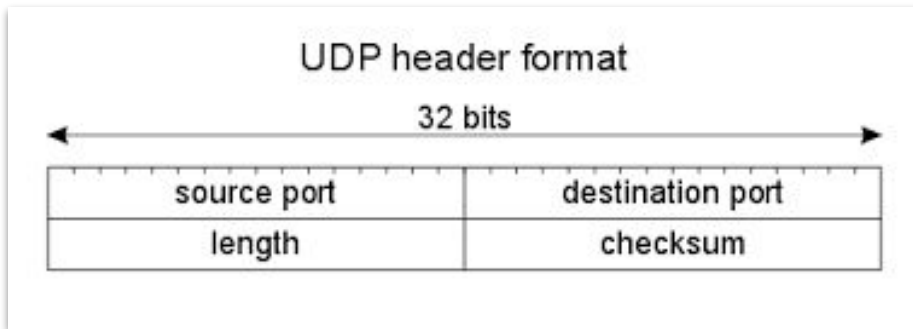 UDP header format
32 bits
source port destination port
length checksum